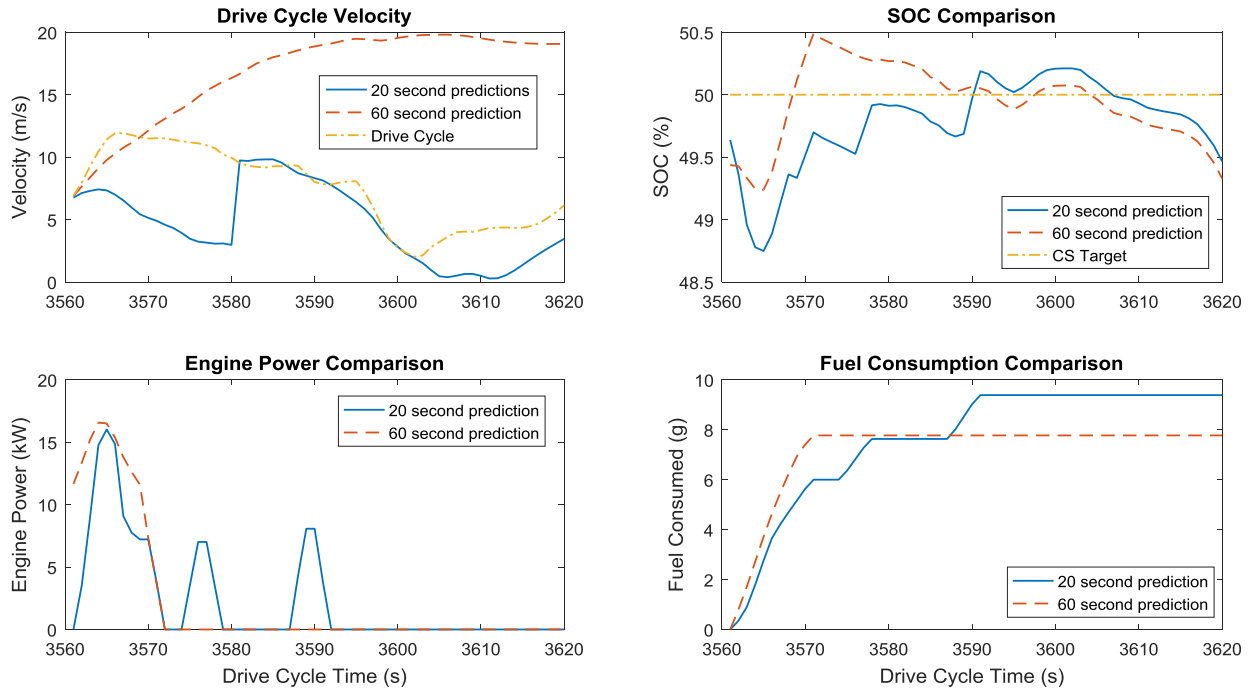 Drive Cycle Velocity
Velocity (m/s)
20
15
10
5
0
3560 3570 3580 3590 3600 3610 3620
20 second predictions
60 second prediction
Drive Cycle
SOC Comparison
SOC (%)
50.5
50
49.5
49
48.5
3560 3570 3580 3590 3600 3610 3620
20 second prediction
60 second prediction
CS Target
Engine Power Comparison
Engine Power (kW)
20
15
10
5
0
3560 3570 3580 3590 3600 3610 3620
Drive Cycle Time (s)
20 second prediction
60 second prediction
Fuel Consumption Comparison
Fuel Consumed (g)
10
8
6
4
2
0
3560 3570 3580 3590 3600 3610 3620
Drive Cycle Time (s)
20 second prediction
60 second prediction